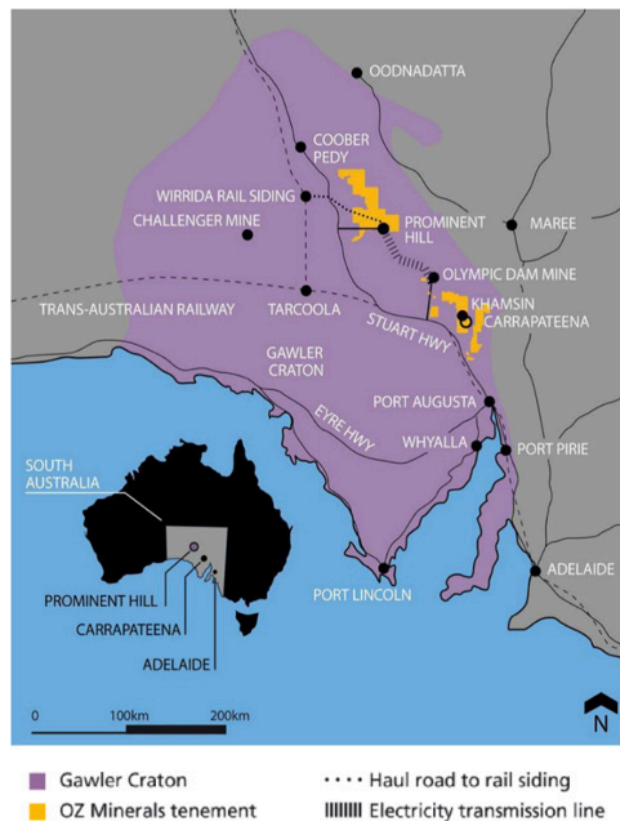 OODNADATTA
COOBER
PEDY
WIRRIDA RAIL SIDING
CHALLENGER MINE
PROMINENT
HILL
MAREE
OLYMPIC DAM MINE
KHAMSIN
CARRAPATEENA
TRANS-AUSTRALIAN RAILWAY
TARCOOLA
STUART HWY
GAWLER
CRATON
PORT AUGUSTA
EYRE HWY
WHYALLA
PORT PIRIE
SOUTH
AUSTRALIA
ADELAIDE
PORT LINCOLN
PROMINENT HILL
CARRAPATEENA
ADELAIDE
0 100km 200km
N
Gawler Craton
Haul road to rail siding
OZ Minerals tenement
Electricity transmission line